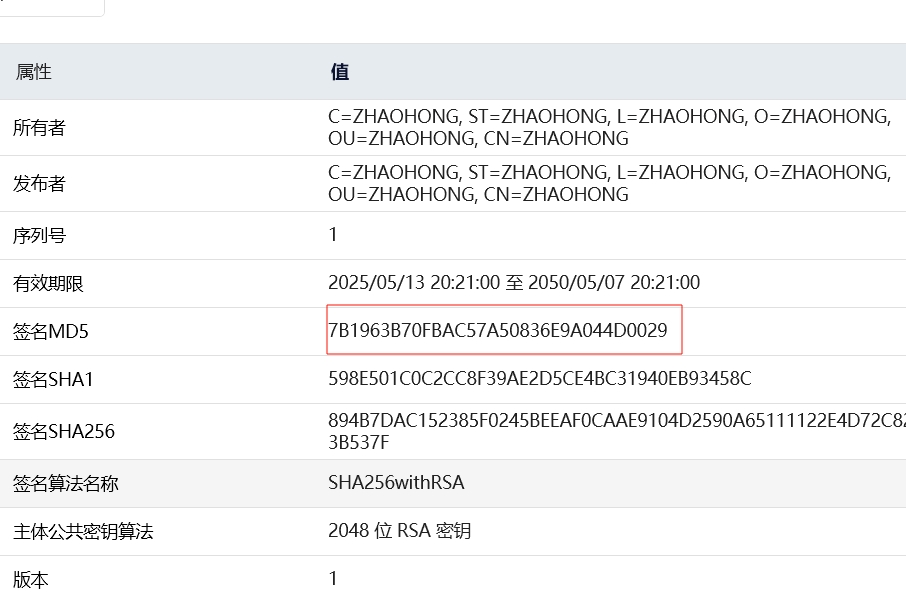 属性 值
所有者 C=ZHAOHONG, ST=ZHAOHONG, L=ZHAOHONG, O=ZHAOHONG,
OU=ZHAOHONG, CN=ZHAOHONG
发布者 C=ZHAOHONG, ST=ZHAOHONG, L=ZHAOHONG, O=ZHAOHONG,
OU=ZHAOHONG, CN=ZHAOHONG
序列号 1
有效期限 2025/05/13 20:21:00 至 2050/05/07 20:21:00
签名MD5 7B1963B70FBAC57A50836E9A044D0029
签名SHA1 598E501C0C2CC8F39AE2D5CE4BC31940EB93458C
签名SHA256 894B7DAC152385F0245BEEAF0CAAE9104D2590A65111122E4D72C82
3B537F
签名算法名称 SHA256withRSA
主体公共密钥算法 2048 位 RSA 密钥
版本 1